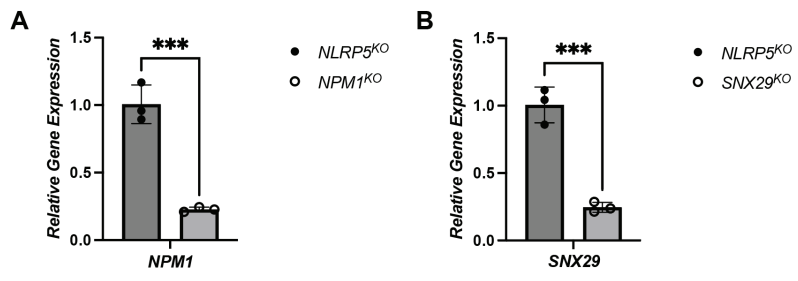 A
Relative Gene Expression
1.5
1.0
0.5
0.0
***
NLRP5KO
NPM1KO
NPM1
B
Relative Gene Expression
1.5
1.0
0.5
0.0
***
NLRP5KO
SNX29KO
SNX29